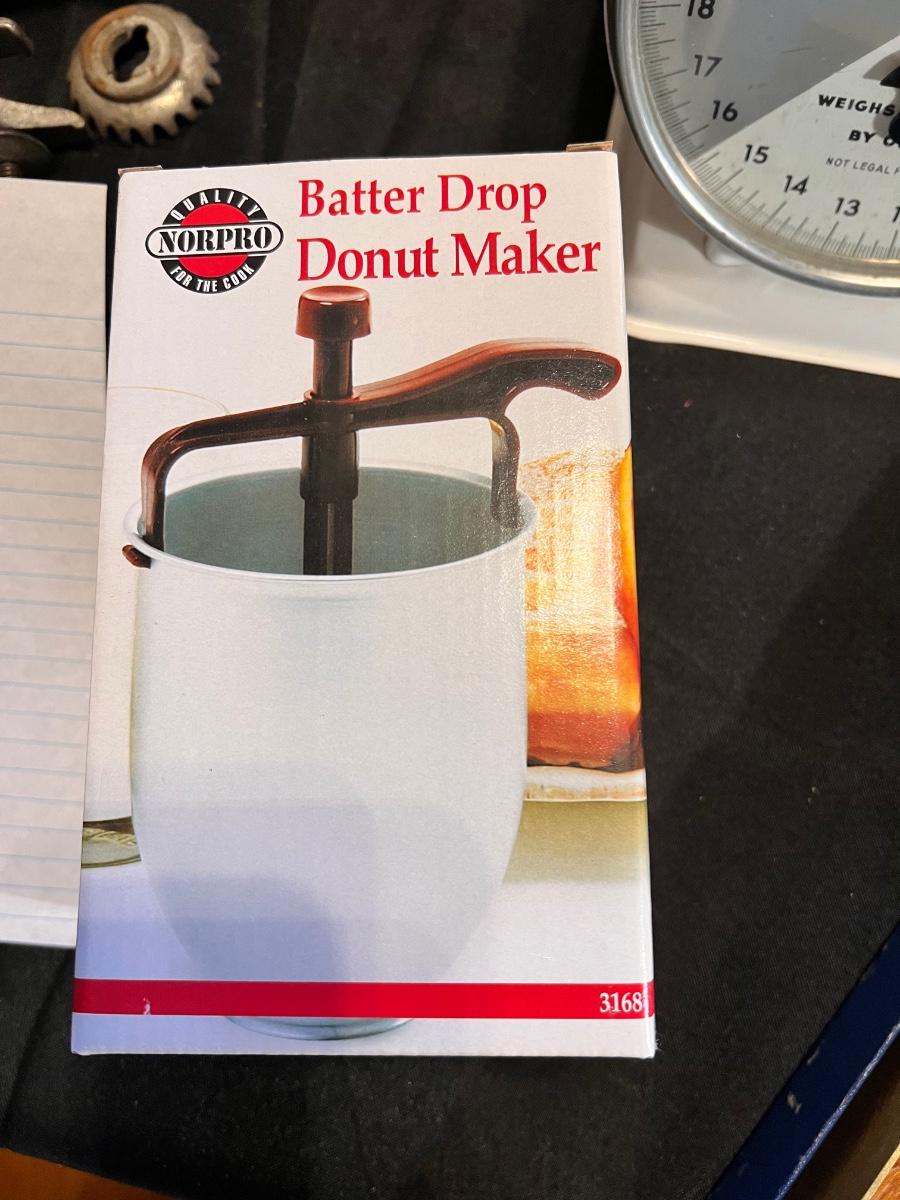 QUALITY
NORPRO
FOR THE COOK
Batter Drop
Donut Maker
3168
18
17
16
15
14
13
WEIGHS
BY
NOT LEGAL